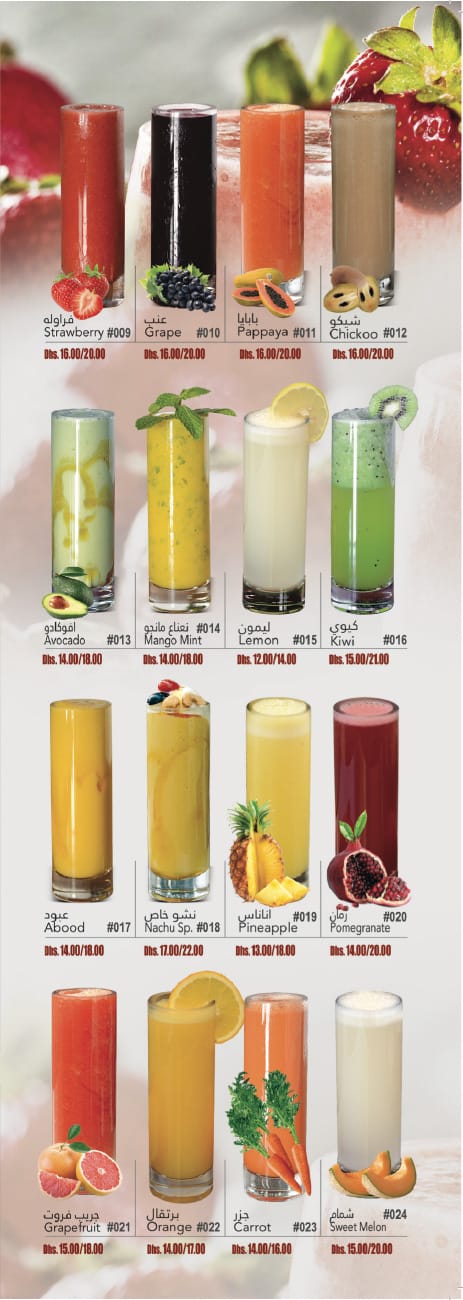 فراوله
Strawberry #009
Dhs. 16.00/20.00
عنب
Grape #010
Dhs. 16.00/20.00
بابايا
Pappaya #011
Dhs. 16.00/20.00
شيكو
Chickoo #012
Dhs. 16.00/20.00
افوكادو
Avocado #013
Dhs. 14.00/18.00
نعناع مانجو #014
Mango Mint
Dhs. 14.00/18.00
ليمون
Lemon #015
Dhs. 12.00/14.00
كيوي
Kiwi #016
Dhs. 15.00/21.00
عبود
Abood #017
Dhs. 14.00/18.00
نشو خاص
Nachu Sp. #018
Dhs. 17.00/22.00
اناناس #019
Pineapple
Dhs. 13.00/18.00
رمان #020
Pomegranate
Dhs. 14.00/20.00
جريب فروت
Grapefruit #021
Dhs. 15.00/18.00
برتقال
Orange #022
Dhs. 14.00/17.00
جزر
Carrot #023
Dhs. 14.00/16.00
شمام #024
Sweet Melon
Dhs. 15.00/20.00